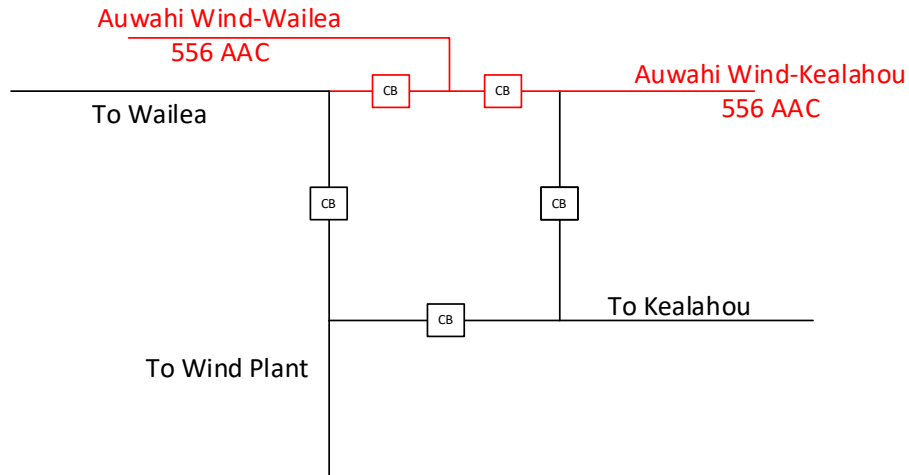 Auwahi Wind-Wailea
556 AAC
Auwahi Wind-Kealahou
556 AAC
CB
CB
To Wailea
CB
CB
To Kealahou
CB
To Wind Plant